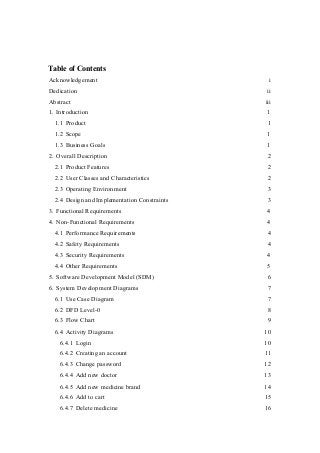 Table of Contents
Acknowledgement i
Dedication ii
Abstract iii
1. Introduction 1
1.1 Product 1
1.2 Scope 1
1.3 Business Goals 1
2. Overall Description 2
2.1 Product Features 2
2.2 User Classes and Characteristics 2
2.3 Operating Environment 3
2.4 Design and Implementation Constraints 3
3. Functional Requirements 4
4. Non-Functional Requirements 4
4.1 Performance Requirements 4
4.2 Safety Requirements 4
4.3 Security Requirements 4
4.4 Other Requirements 5
5. Software Development Model (SDM) 6
6. System Development Diagrams 7
6.1 Use Case Diagram 7
6.2 DFD Level-0 8
6.3 Flow Chart 9
6.4 Activity Diagrams 10
6.4.1 Login 10
6.4.2 Creating an account 11
6.4.3 Change password 12
6.4.4 Add new doctor 13
6.4.5 Add new medicine brand 14
6.4.6 Add to cart 15
6.4.7 Delete medicine 16